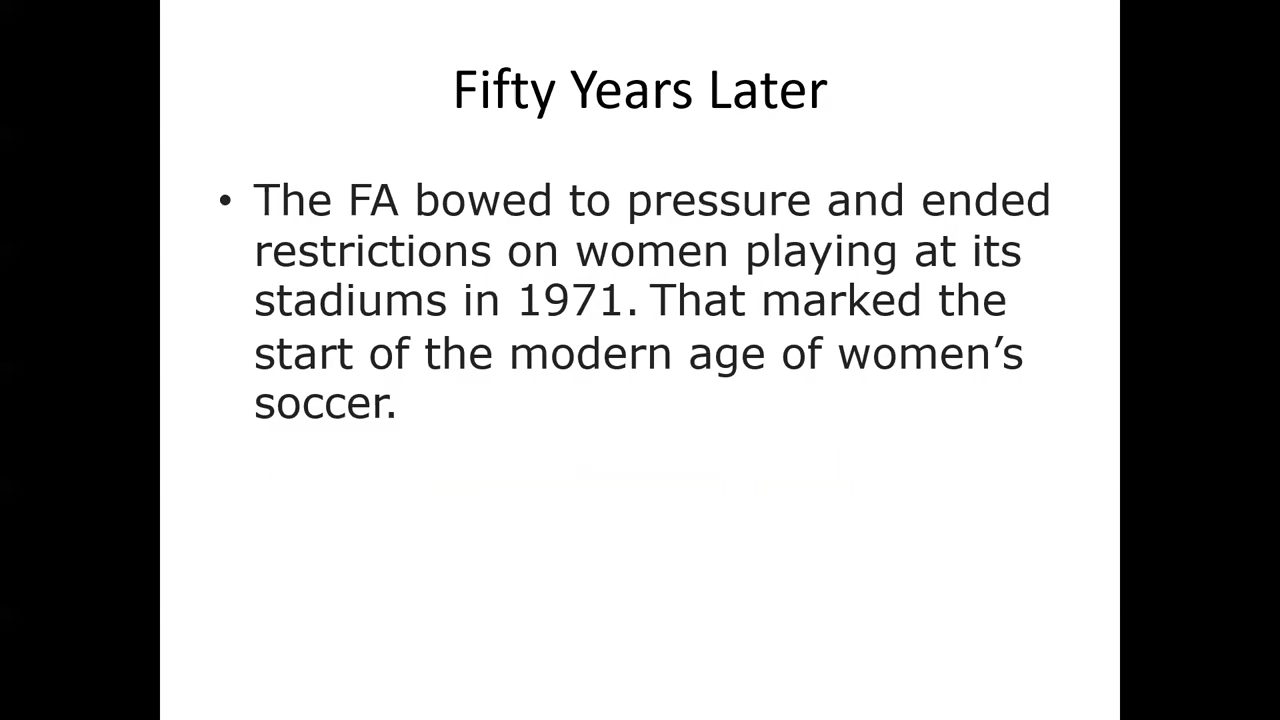 Fifty Years Later
• The FA bowed to pressure and ended
restrictions on women playing at its
stadiums in 1971. That marked the
start of the modern age of women’s
soccer.